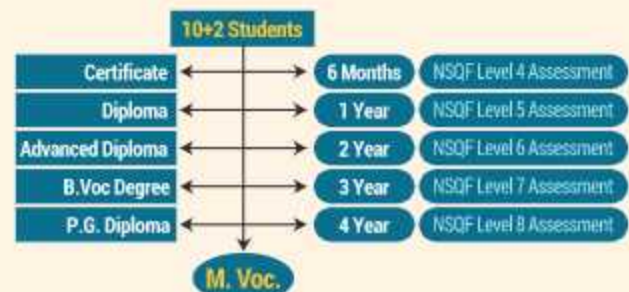 10+2 Students
Certificate 6 Months NSQF Level 4 Assessment
Diploma 1 Year NSQF Level 5 Assessment
Advanced Diploma 2 Year NSQF Level 6 Assessment
B.Voc Degree 3 Year NSQF Level 7 Assessment
P.G. Diploma 4 Year NSQF Level 8 Assessment
M. Voc.